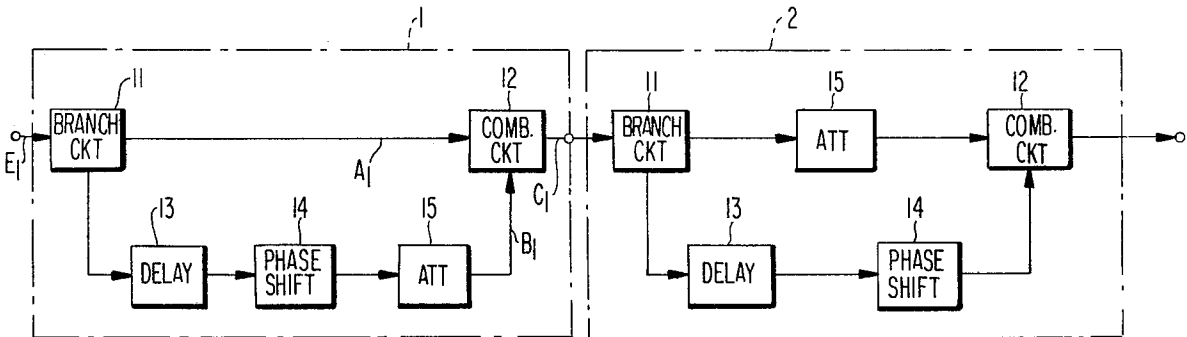 1
2
11
12
11
15
12
BRANCH
CKT
COMB.
CKT
BRANCH
CKT
ATT
COMB.
CKT
E1
A1
C1
13
14
15
B1
13
14
DELAY
PHASE
SHIFT
ATT
DELAY
PHASE
SHIFT